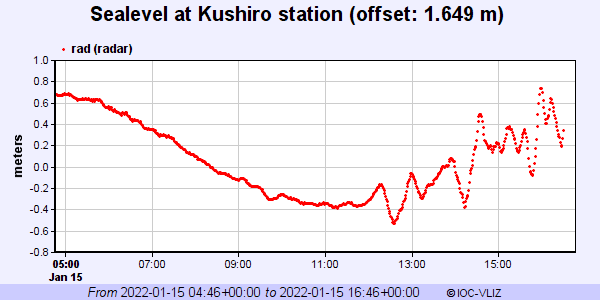 Sealevel at Kushiro station (offset: 1.649 m)
rad (radar)
meters
1.0
0.8
0.6
0.4
0.2
0.0
-0.2
-0.4
-0.6
-0.8
05:00 07:00 09:00 11:00 13:00 15:00
Jan 15
From 2022-01-15 04:46+00:00 to 2022-01-15 16:46+00:00 © IOC-VLIZ